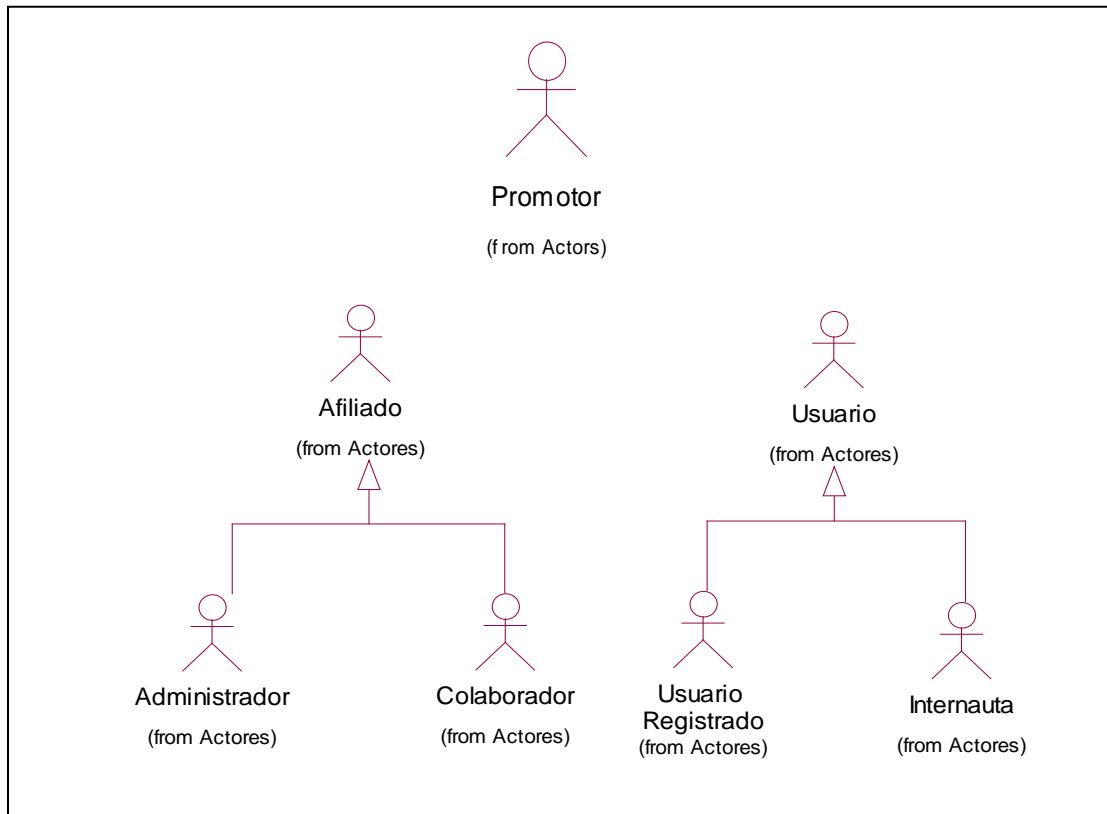 Promotor
(from Actors)
Afiliado
(from Actores)
Usuario
(from Actores)
Administrador
(from Actores)
Colaborador
(from Actores)
Usuario
Registrado
(from Actores)
Internauta
(from Actores)